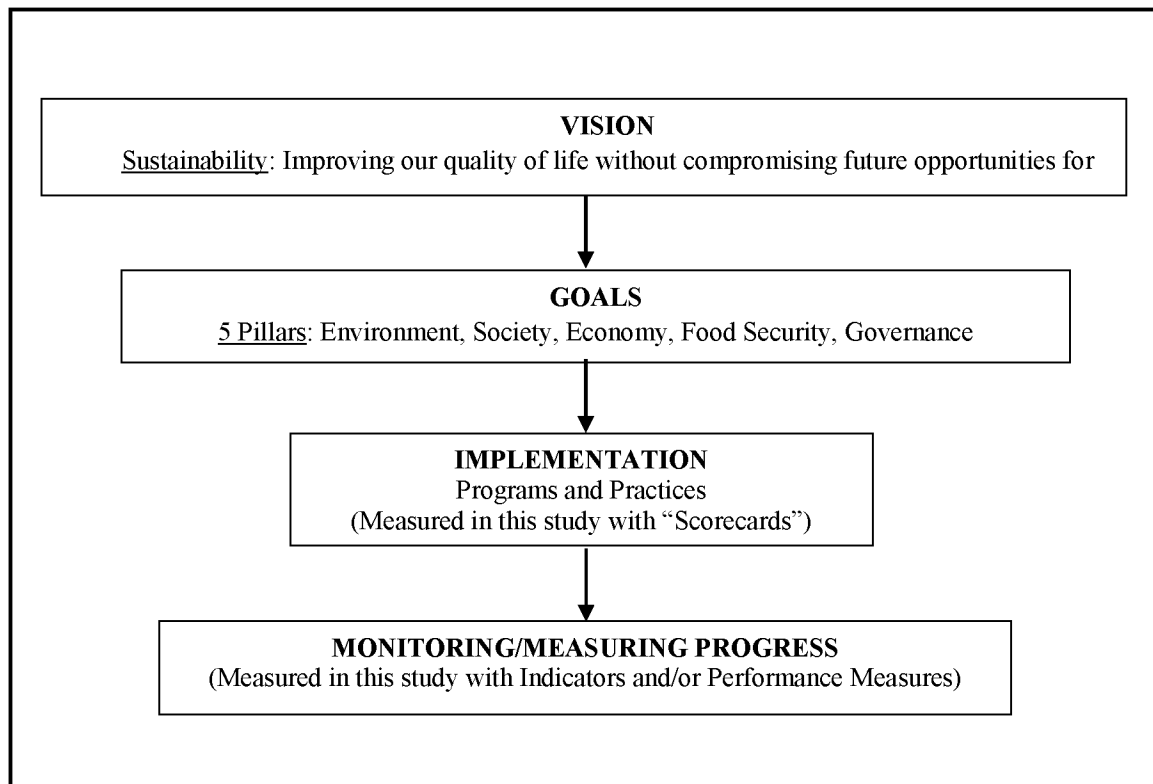 VISION
Sustainability: Improving our quality of life without compromising future opportunities for
GOALS
5 Pillars: Environment, Society, Economy, Food Security, Governance
IMPLEMENTATION
Programs and Practices
(Measured in this study with “Scorecards”)
MONITORING/MEASURING PROGRESS
(Measured in this study with Indicators and/or Performance Measures)